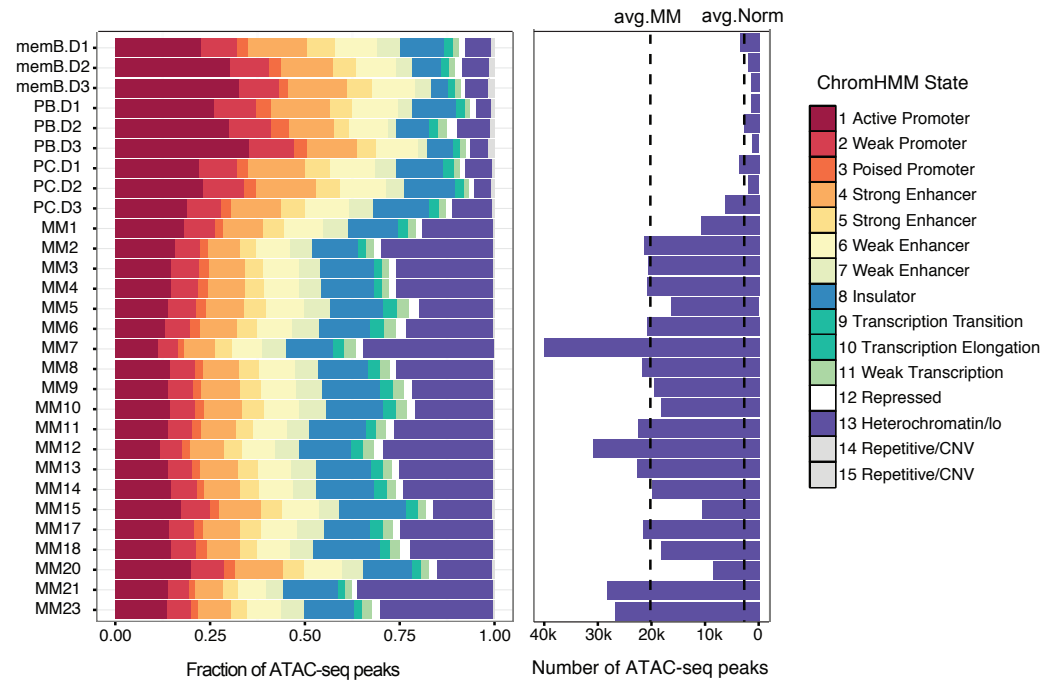 avg.MM avg.Norm
memB.D1
memB.D2
memB.D3
PB.D1
PB.D2
PB.D3
PC.D1
PC.D2
PC.D3
MM1
MM2
MM3
MM4
MM5
MM6
MM7
MM8
MM9
MM10
MM11
MM12
MM13
MM14
MM15
MM17
MM18
MM20
MM21
MM23
0.00 0.25 0.50 0.75 1.00
Fraction of ATAC-seq peaks
40k 30k 20k 10k 0
Number of ATAC-seq peaks
ChromHMM State
1 Active Promoter
2 Weak Promoter
3 Poised Promoter
4 Strong Enhancer
5 Strong Enhancer
6 Weak Enhancer
7 Weak Enhancer
8 Insulator
9 Transcription Transition
10 Transcription Elongation
11 Weak Transcription
12 Repressed
13 Heterochromatin/lo
14 Repetitive/CNV
15 Repetitive/CNV